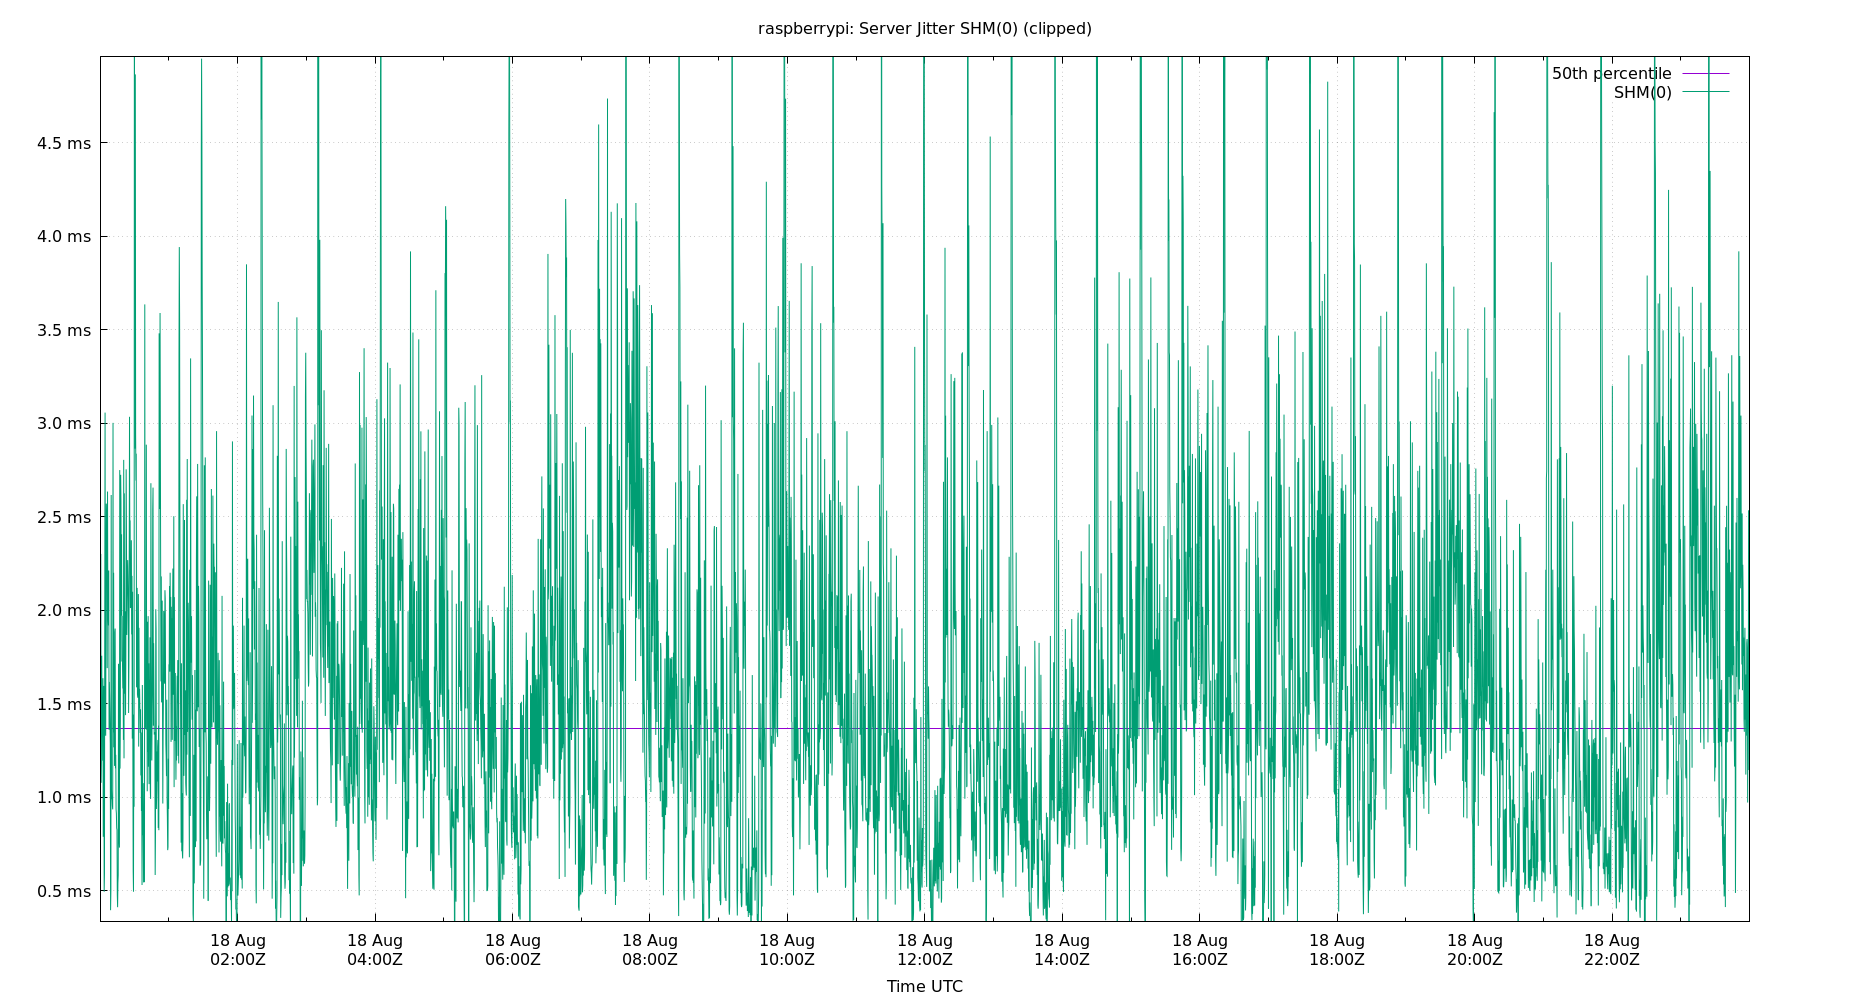 raspberrypi: Server Jitter SHM(0) (clipped)
50th percentile
SHM(0)
4.5 ms
4.0 ms
3.5 ms
3.0 ms
2.5 ms
2.0 ms
1.5 ms
1.0 ms
0.5 ms
18 Aug 18 Aug 18 Aug 18 Aug 18 Aug 18 Aug 18 Aug 18 Aug 18 Aug 18 Aug 18 Aug
02:00Z 04:00Z 06:00Z 08:00Z 10:00Z 12:00Z 14:00Z 16:00Z 18:00Z 20:00Z 22:00Z
Time UTC